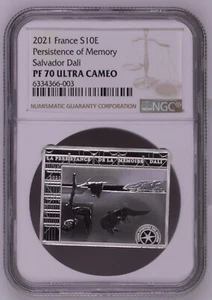 2021 France S10E
Persistence of Memory
Salvador Dali
PF 70 ULTRA CAMEO
6334366-003
NUMISMATIC GUARANTY CORPORATION
NGC
LA PERSISTANCE DE LA MÉMOIRE DALÍ